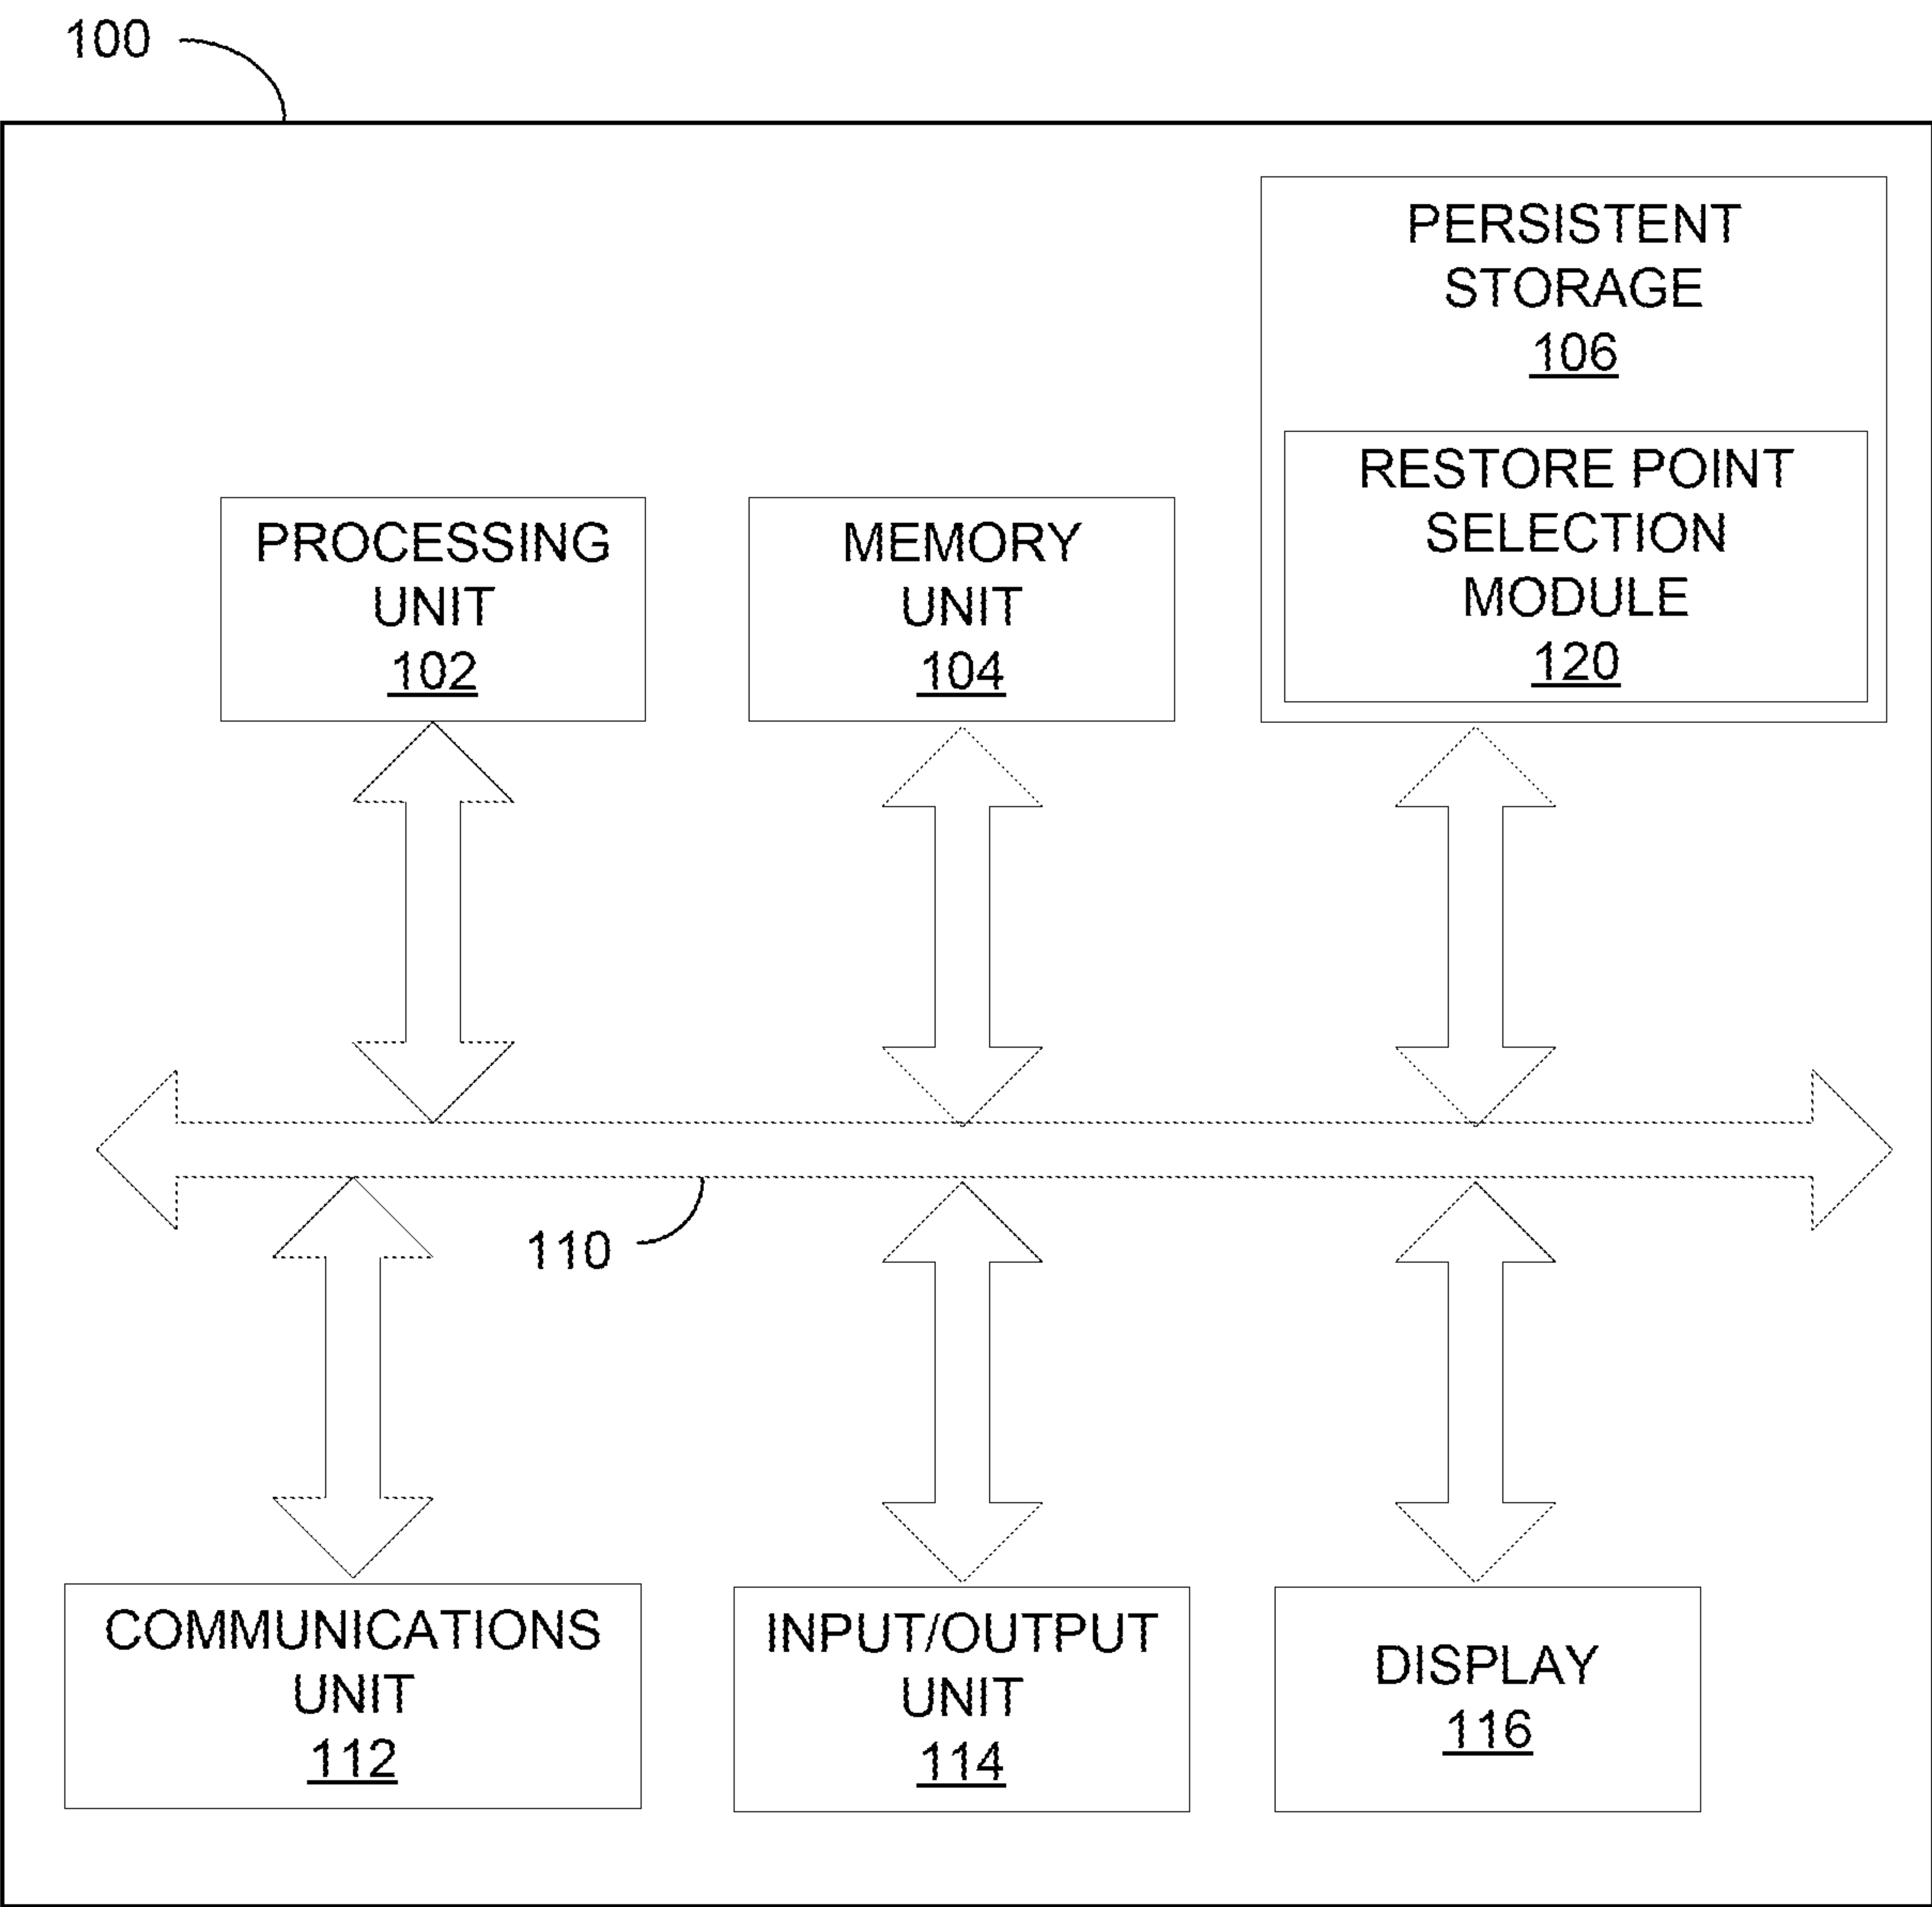 100
PERSISTENT
STORAGE
106
RESTORE POINT
SELECTION
MODULE
120
PROCESSING
UNIT
102
MEMORY
UNIT
104
110
COMMUNICATIONS
UNIT
112
INPUT/OUTPUT
UNIT
114
DISPLAY
116